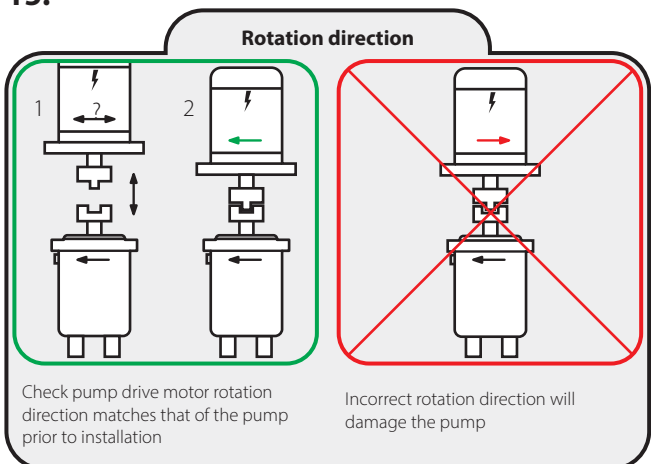 Rotation direction
1
?
2
Check pump drive motor rotation
direction matches that of the pump
prior to installation
Incorrect rotation direction will
damage the pump